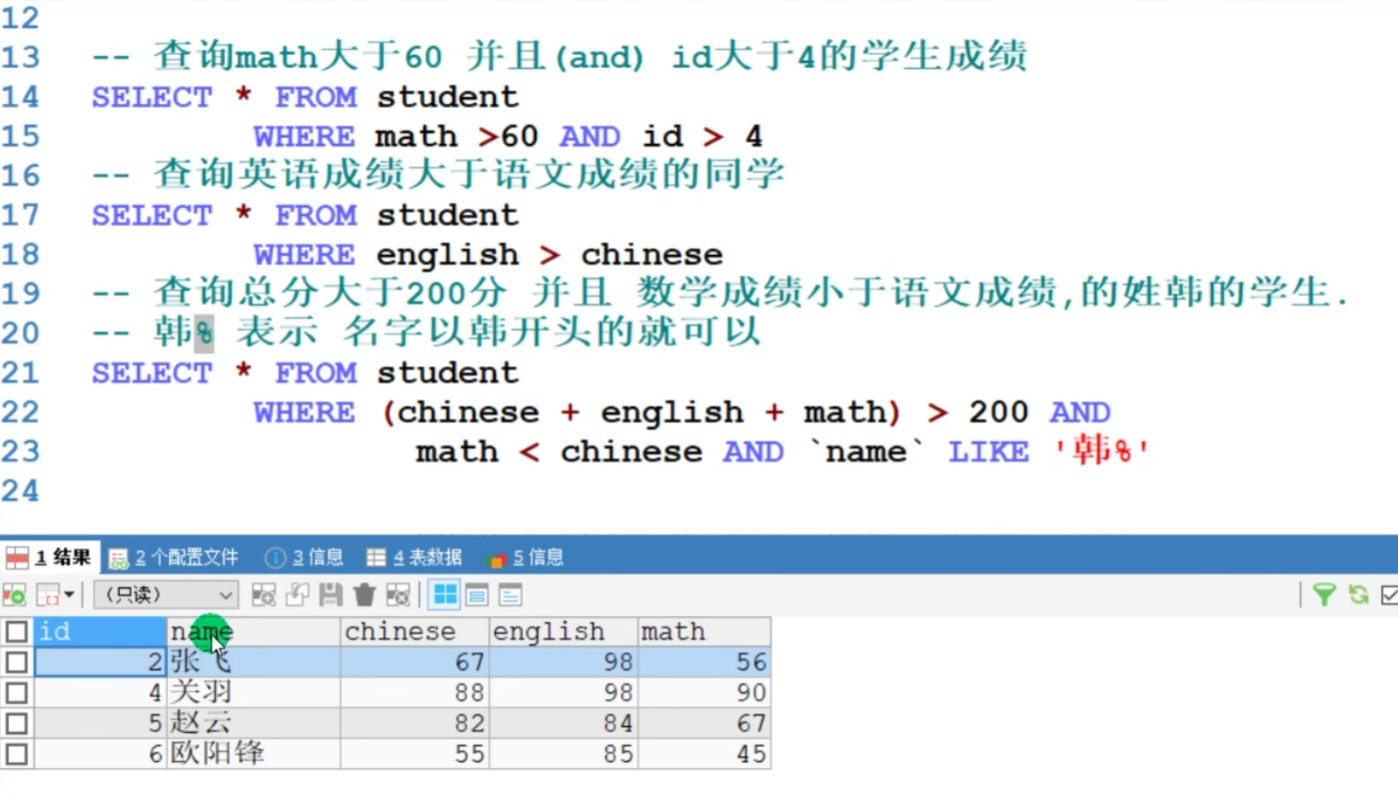 12
13 -- 查询math大于60 并且(and) id大于4的学生成绩
14 SELECT * FROM student
15 WHERE math >60 AND id > 4
16 -- 查询英语成绩大于语文成绩的同学
17 SELECT * FROM student
18 WHERE english > chinese
19 -- 查询总分大于200分 并且 数学成绩小于语文成绩,的姓韩的学生.
20 -- 韩% 表示 名字以韩开头的就可以
21 SELECT * FROM student
22 WHERE (chinese + english + math) > 200 AND
23 math < chinese AND `name` LIKE '韩%'
24
1 结果 2 个配置文件 3 信息 4 表数据 5 信息
(只读)
id name chinese english math
2 张飞 67 98 56
4 关羽 88 98 90
5 赵云 82 84 67
6 欧阳锋 55 85 45